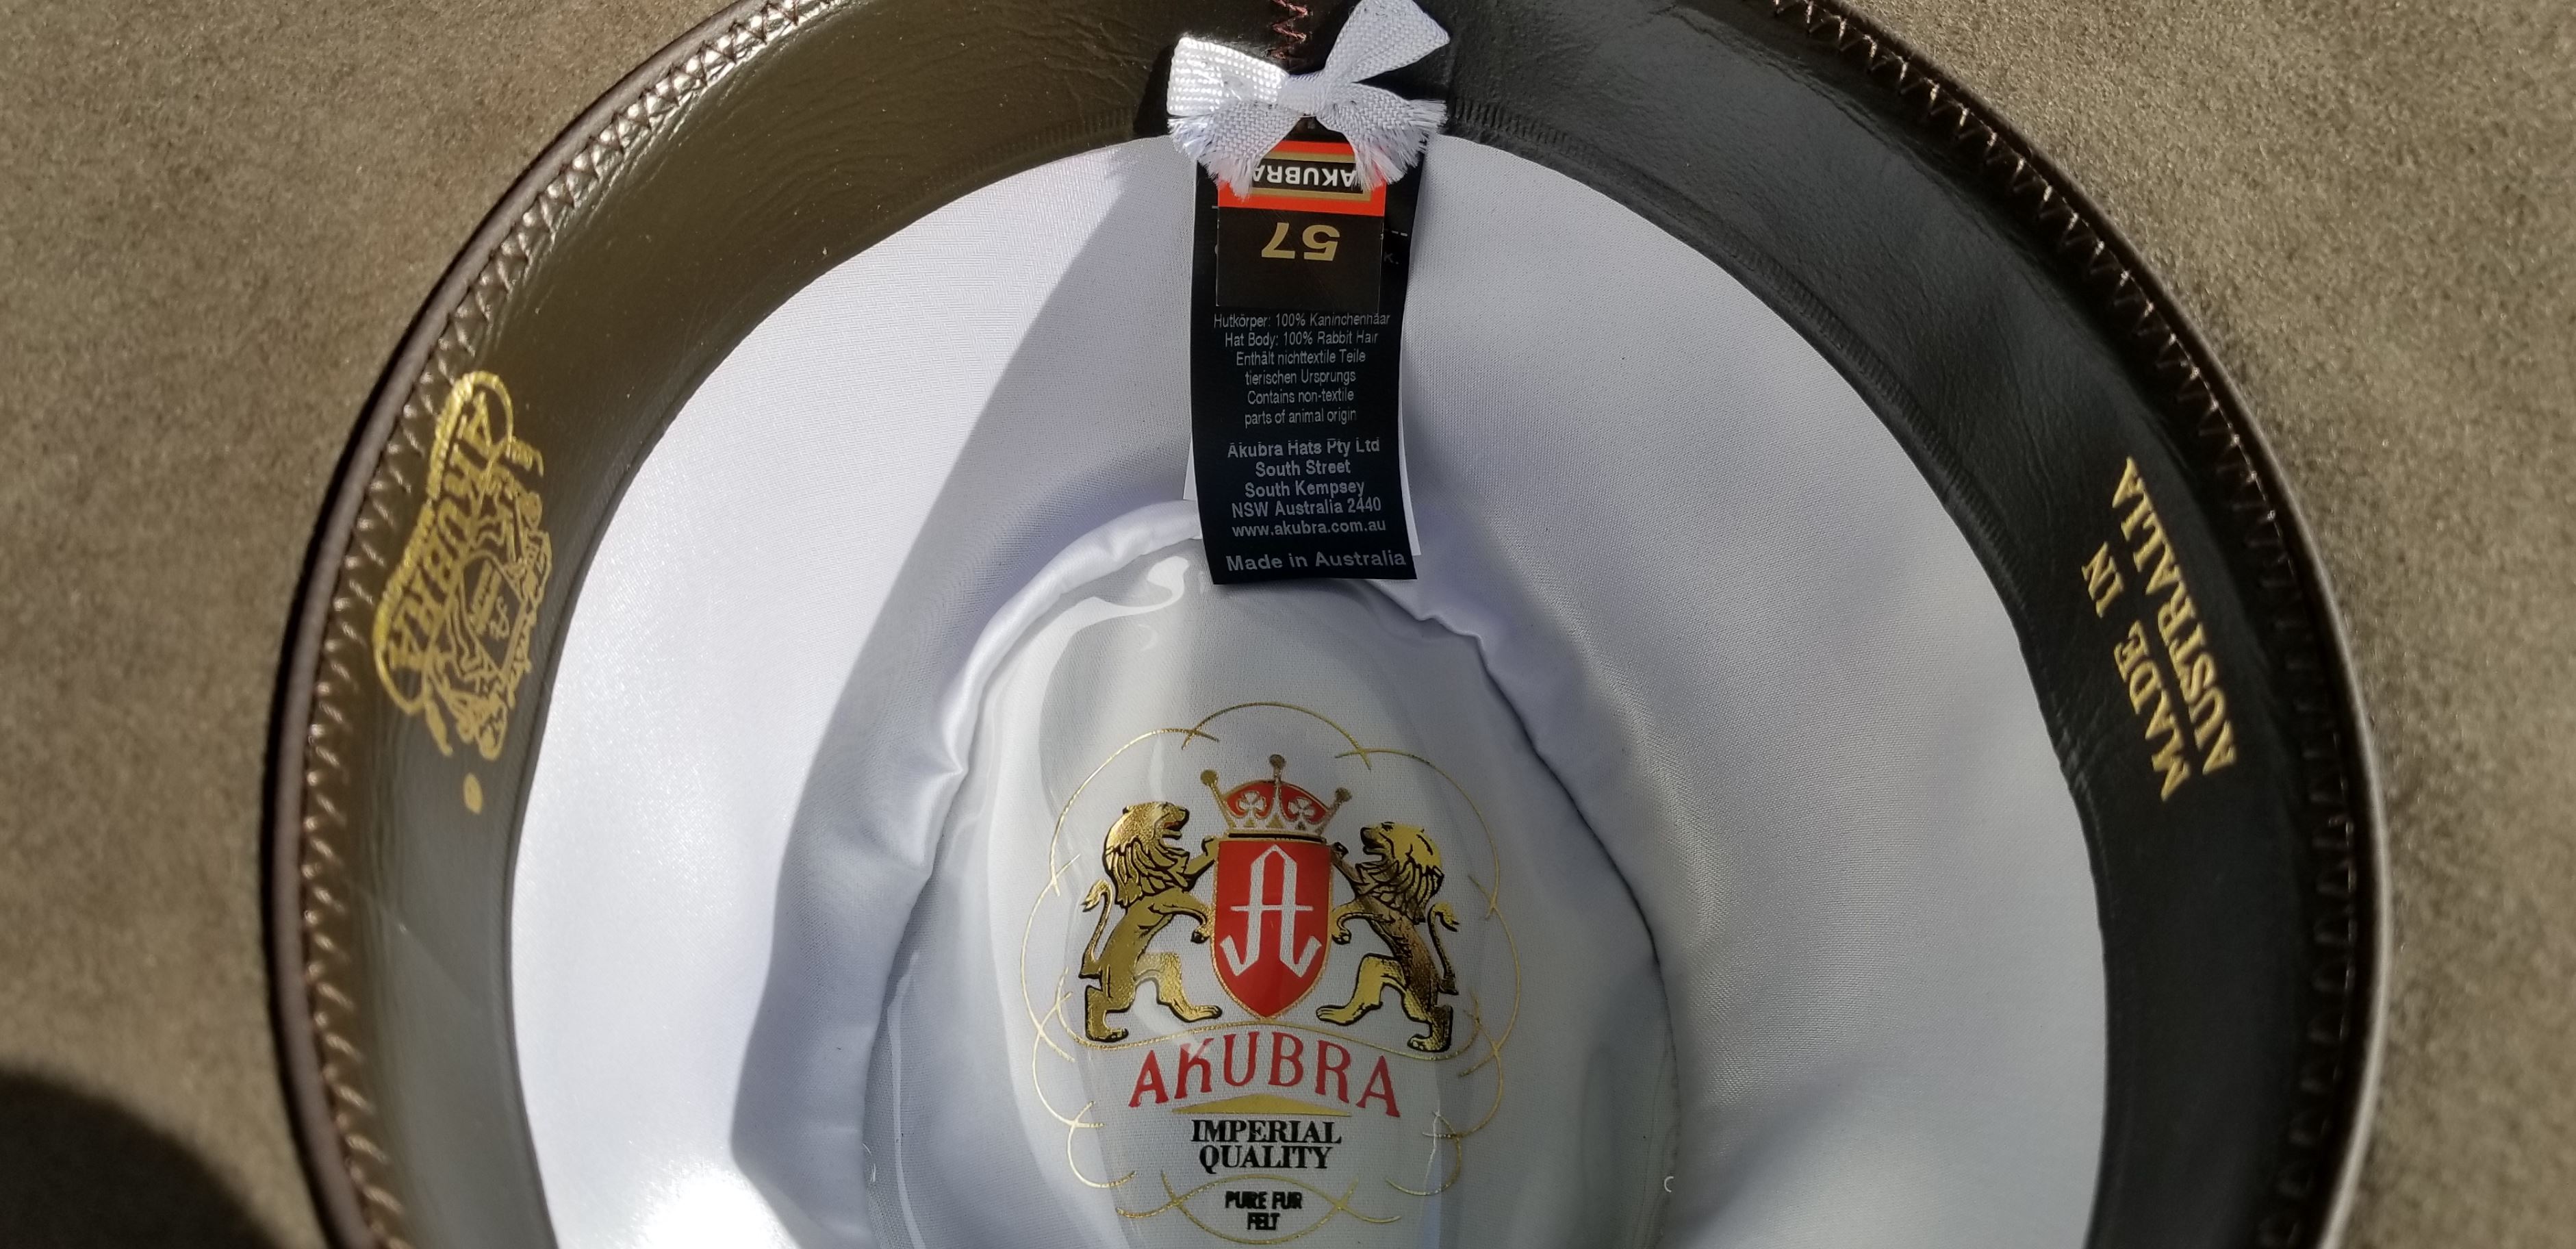 AKUBRA
57
Hutkörper: 100% Kaninchenhaar
Hat Body: 100% Rabbit Hair
Enthält nichttextile Teile
tierischen Ursprungs
Contains non-textile
parts of animal origin
Akubra Hats Pty Ltd
South Street
South Kempsey
NSW Australia 2440
www.akubra.com.au
Made in Australia
AKUBRA
MADE IN
AUSTRALIA
A
AKUBRA
IMPERIAL
QUALITY
PURE FUR
FELT